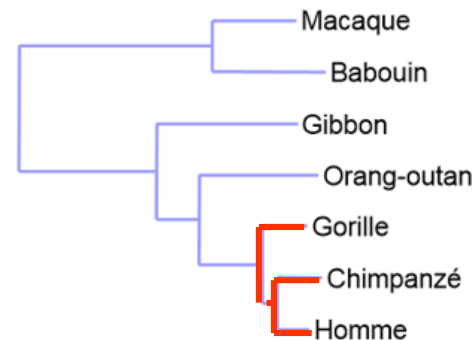 Macaque
Babouin
Gibbon
Orang-outan
Gorille
Chimpanzé
Homme